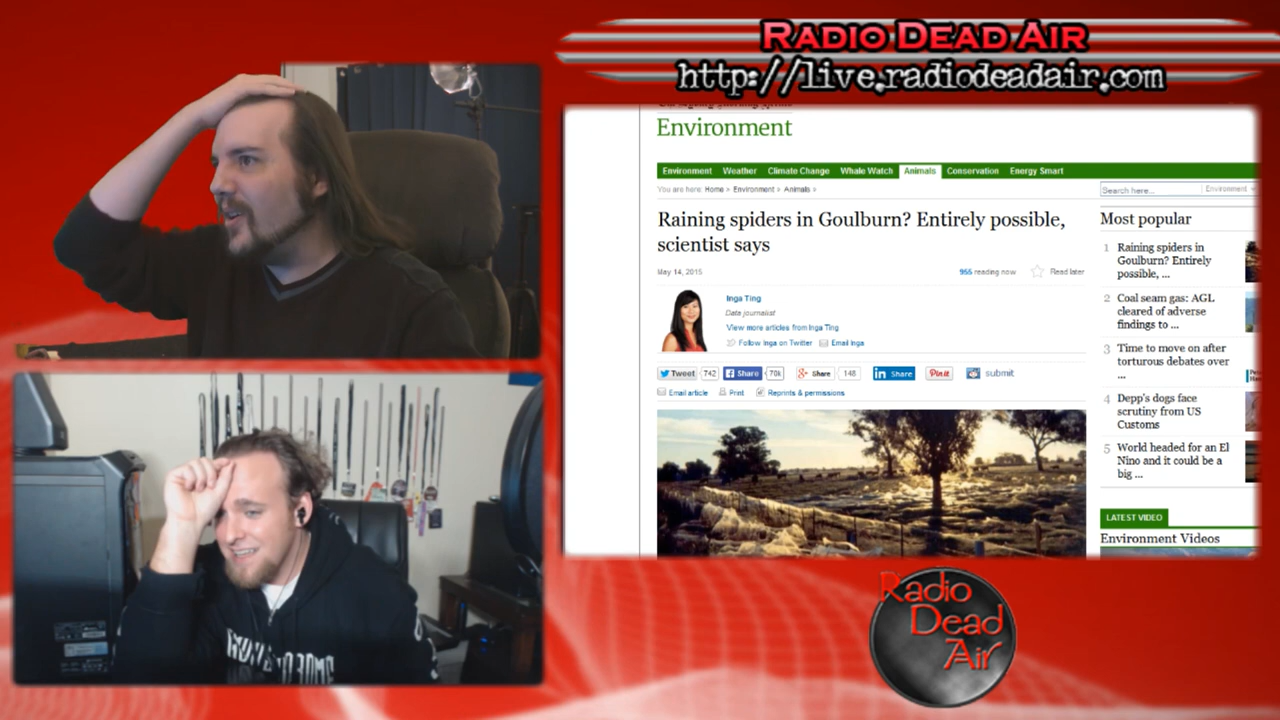 RADIO DEAD AIR
http://live.radiodeadair.com
Environment
Environment Weather Climate Change Whale Watch Animals Conservation Energy Smart
You are here: Home > Environment > Animals >
Search here... Environment
Raining spiders in Goulburn? Entirely possible,
scientist says
May 14, 2015
955 reading now Read later
Inga Ting
Data journalist
View more articles from Inga Ting
Follow Inga on Twitter Email Inga
Tweet 742 Share 70k Share 148 Share Pin it submit
Email article Print Reprints & permissions
Most popular
1 Raining spiders in
Goulburn? Entirely
possible, ...
2 Coal seam gas: AGL
cleared of adverse
findings to ...
3 Time to move on after
torturous debates over
...
4 Depp's dogs face
scrutiny from US
Customs
5 World headed for an El
Nino and it could be a
big ...
LATEST VIDEO
Environment Videos
Radio
Dead
Air